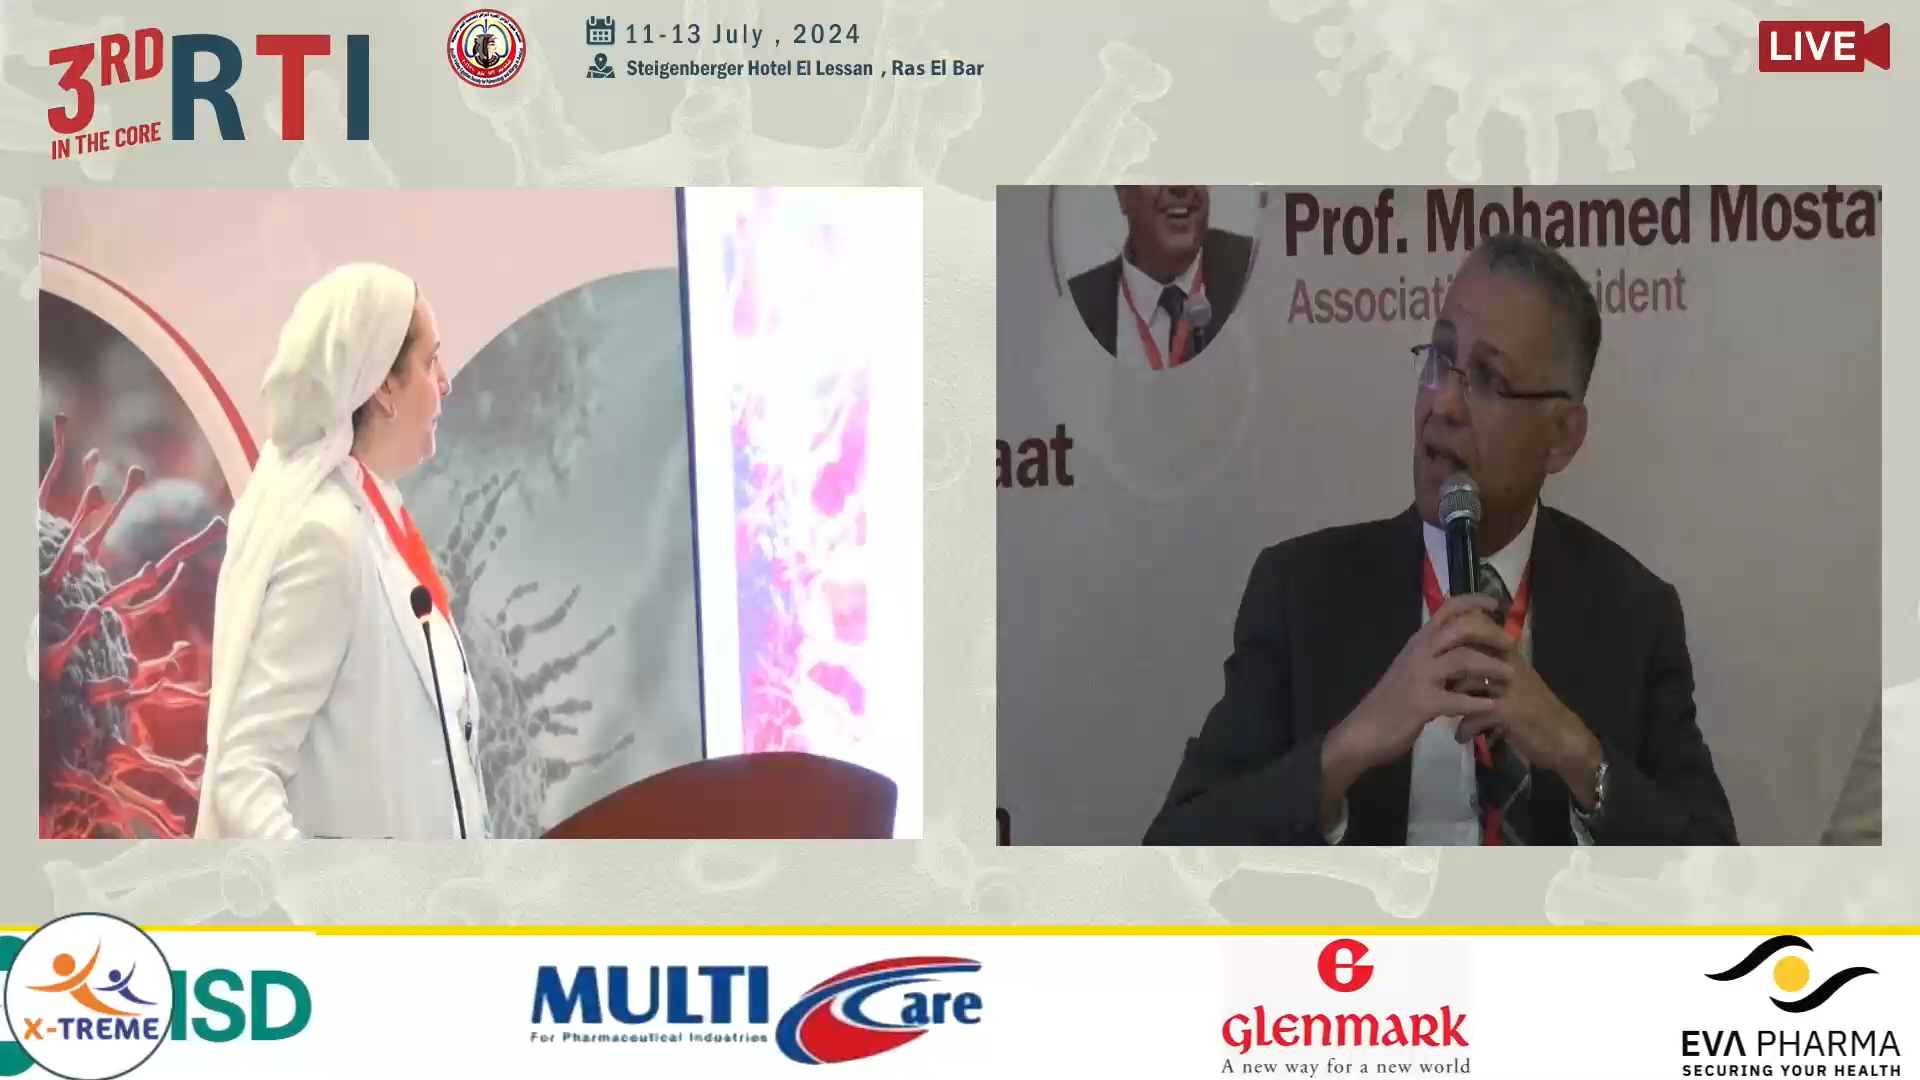 3RD RTI
IN THE CORE
11-13 July , 2024
Steigenberger Hotel El Lessan , Ras El Bar
LIVE
Prof. Mohamed Mosta
aat
X-TREME
ISD
MULTI Care
For Pharmaceutical Industries
GLENMARK
A new way for a new world
EVA PHARMA
SECURING YOUR HEALTH